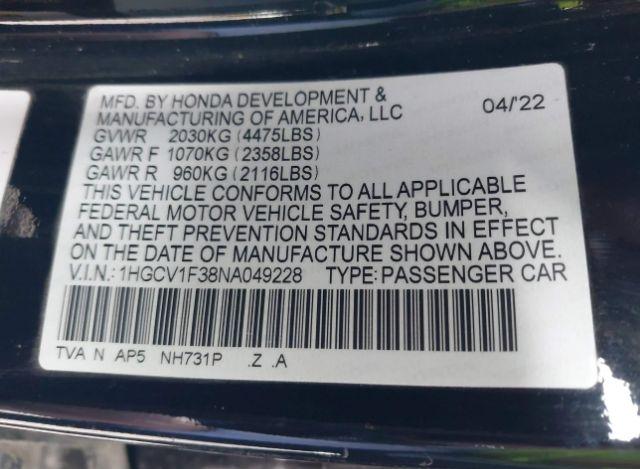 MFD. BY HONDA DEVELOPMENT &
MANUFACTURING OF AMERICA, LLC 04/'22
GVWR 2030KG (4475LBS)
GAWR F 1070KG (2358LBS)
GAWR R 960KG (2116LBS)
THIS VEHICLE CONFORMS TO ALL APPLICABLE
FEDERAL MOTOR VEHICLE SAFETY, BUMPER,
AND THEFT PREVENTION STANDARDS IN EFFECT
ON THE DATE OF MANUFACTURE SHOWN ABOVE.
V.I.N.: 1HGCV1F38NA049228 TYPE: PASSENGER CAR
TVA N AP5 NH731P .Z .A